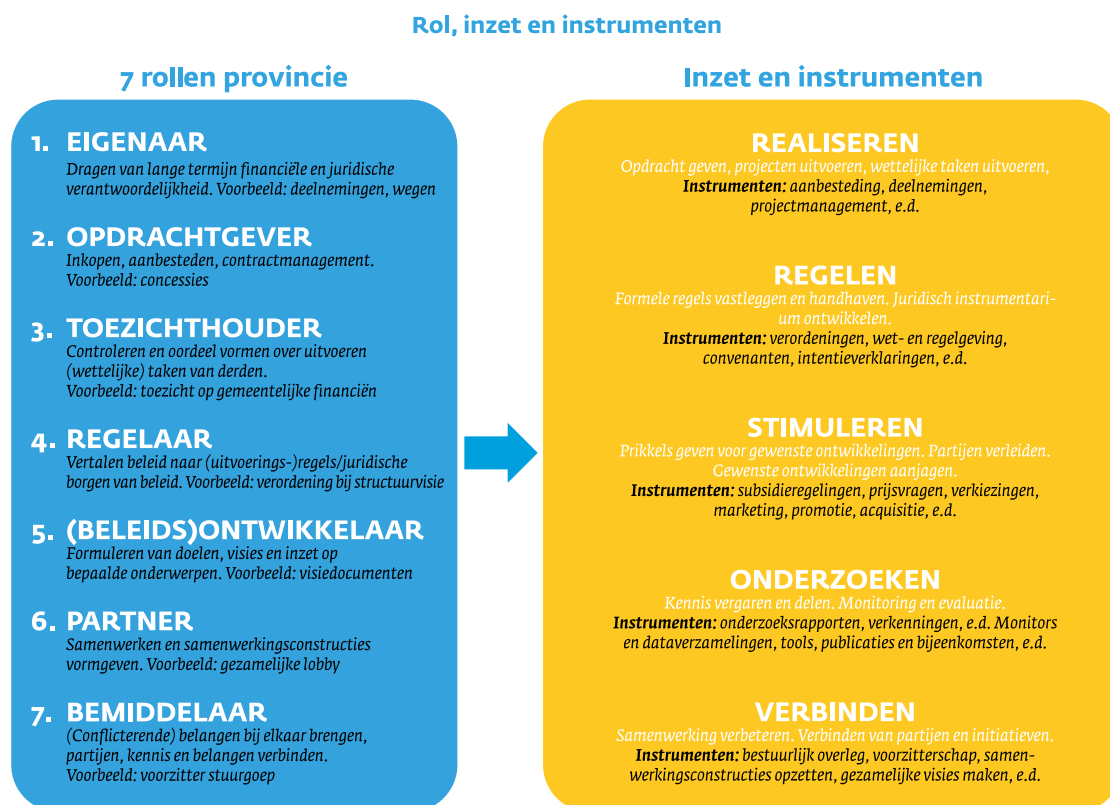 Rol, inzet en instrumenten
7 rollen provincie
1. EIGENAAR
Dragen van lange termijn financiële en juridische
verantwoordelijkheid. Voorbeeld: deelnemingen, wegen
2. OPDRACHTGEVER
Inkopen, aanbesteden, contractmanagement.
Voorbeeld: concessies
3. TOEZICHTHOUDER
Controleren en oordeel vormen over uitvoeren
(wettelijke) taken van derden.
Voorbeeld: toezicht op gemeentelijke financiën
4. REGELAAR
Vertalen beleid naar (uitvoerings-)regels/juridische
borgen van beleid. Voorbeeld: verordening bij structuurvisie
5. (BELEIDS)ONTWIKKELAAR
Formuleren van doelen, visies en inzet op
bepaalde onderwerpen. Voorbeeld: visiedocumenten
6. PARTNER
Samenwerken en samenwerkingsconstructies
vormgeven. Voorbeeld: gezamelijke lobby
7. BEMIDDELAAR
(Conflicterende) belangen bij elkaar brengen,
partijen, kennis en belangen verbinden.
Voorbeeld: voorzitter stuurgoep
Inzet en instrumenten
REALISEREN
Opdracht geven, projecten uitvoeren, wettelijke taken uitvoeren,
Instrumenten: aanbesteding, deelnemingen,
projectmanagement, e.d.
REGELEN
Formele regels vastleggen en handhaven. Juridisch instrumentari-
um ontwikkelen.
Instrumenten: verordeningen, wet- en regelgeving,
convenanten, intentieverklaringen, e.d.
STIMULEREN
Prikkels geven voor gewenste ontwikkelingen. Partijen verleiden.
Gewenste ontwikkelingen aanjagen.
Instrumenten: subsidieregelingen, prijsvragen, verkiezingen,
marketing, promotie, acquisitie, e.d.
ONDERZOEKEN
Kennis vergaren en delen. Monitoring en evaluatie.
Instrumenten: onderzoeksrapporten, verkenningen, e.d. Monitors
en dataverzamelingen, tools, publicaties en bijeenkomsten, e.d.
VERBINDEN
Samenwerking verbeteren. Verbinden van partijen en initiatieven.
Instrumenten: bestuurlijk overleg, voorzitterschap, samen-
werkingsconstructies opzetten, gezamelijke visies maken, e.d.